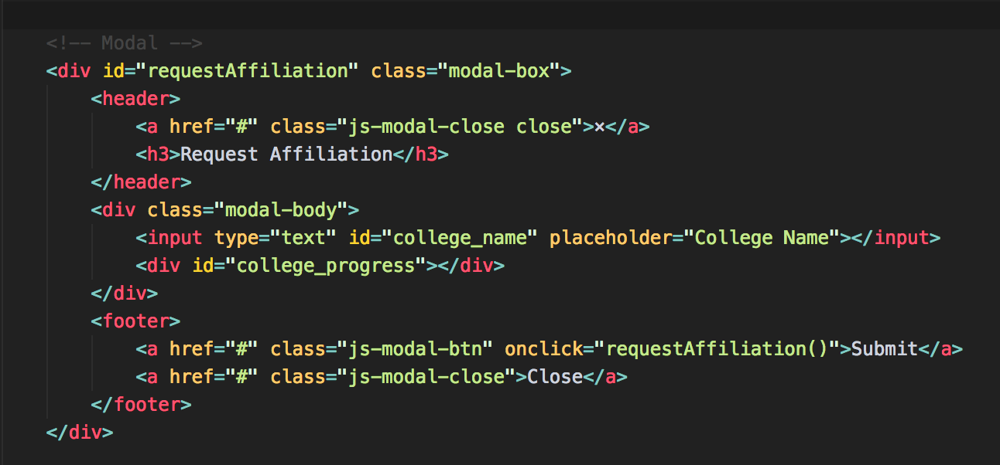 <!-- Modal -->
<div id="requestAffiliation" class="modal-box">
    <header>
        <a href="#" class="js-modal-close close">×</a>
        <h3>Request Affiliation</h3>
    </header>
    <div class="modal-body">
        <input type="text" id="college_name" placeholder="College Name"></input>
        <div id="college_progress"></div>
    </div>
    <footer>
        <a href="#" class="js-modal-btn" onclick="requestAffiliation()">Submit</a>
        <a href="#" class="js-modal-close">Close</a>
    </footer>
</div>